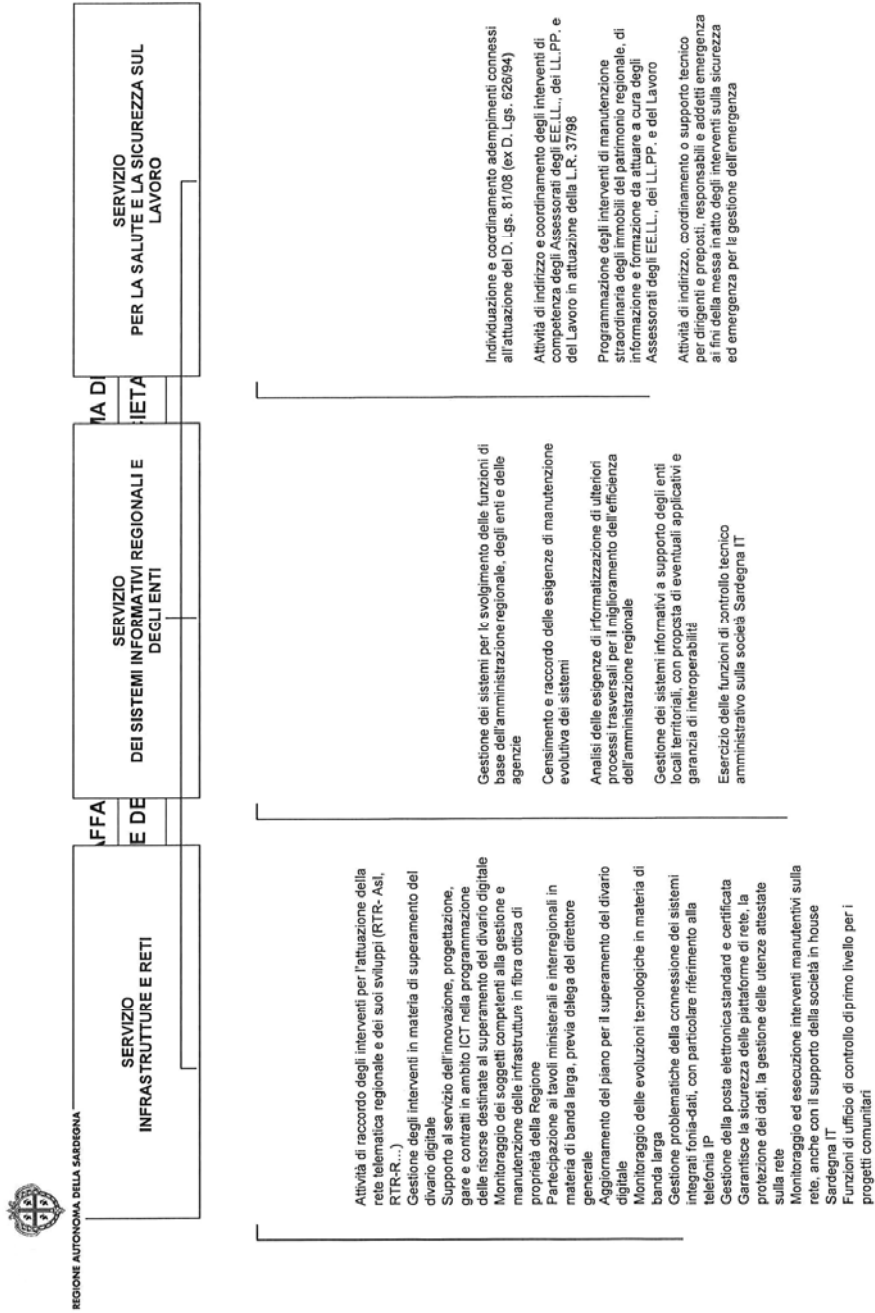 REGIONE AUTONOMA DELLA SARDEGNA
SERVIZIO
INFRASTRUTTURE E RETI
AFFA
E DE
SERVIZIO
DEI SISTEMI INFORMATIVI REGIONALI E
DEGLI ENTI
MA DI
IETA
SERVIZIO
PER LA SALUTE E LA SICUREZZA SUL
LAVORO
Attività di raccordo degli interventi per l'attuazione della
rete telematica regionale e dei suoi sviluppi (RTR- Asl,
RTR-R...)
Gestione degli interventi in materia di superamento del
divario digitale
Supporto al servizio dell'innovazione, progettazione,
gare e contratti in ambito ICT nella programmazione
delle risorse destinate al superamento del divario digitale
Monitoraggio dei soggetti competenti alla gestione e
manutenzione delle infrastrutture in fibra ottica di
proprietà della Regione
Partecipazione ai tavoli ministerali e interregionali in
materia di banda larga, previa delega del direttore
generale
Aggiornamento del piano per il superamento del divario
digitale
Monitoraggio delle evoluzioni tecnologiche in materia di
banda larga
Gestione problematiche della connessione dei sistemi
integrati fonia-dati, con particolare riferimento alla
telefonia IP
Gestione della posta elettronica standard e certificata
Garantisce la sicurezza delle piattaforme di rete, la
protezione dei dati, la gestione delle utenze attestate
sulla rete
Monitoraggio ed esecuzione interventi manutentivi sulla
rete, anche con il supporto della società in house
Sardegna IT
Funzioni di ufficio di controllo di primo livello per i
progetti comunitari
Gestione dei sistemi per lo svolgimento delle funzioni di
base dell'amministrazione regionale, degli enti e delle
agenzie
Censimento e raccordo delle esigenze di manutenzione
evolutiva dei sistemi
Analisi delle esigenze di informatizzazione di ulteriori
processi trasversali per il miglioramento dell'efficienza
dell'amministrazione regionale
Gestione dei sistemi informativi a supporto degli enti
locali territoriali, con proposta di eventuali applicativi e
garanzia di interoperabilità
Esercizio delle funzioni di controllo tecnico
amministrativo sulla società Sardegna IT
Individuazione e coordinamento adempimenti connessi
all'attuazione del D. Lgs. 81/08 (ex D. Lgs. 626/94)
Attività di indirizzo e coordinamento degli interventi di
competenza degli Assessorati degli EE.LL., dei LL.PP. e
del Lavoro in attuazione della L.R. 37/98
Programmazione degli interventi di manutenzione
straordinaria degli immobili del patrimonio regionale, di
informazione e formazione da attuare a cura degli
Assessorati degli EE.LL., dei LL.PP. e del Lavoro
Attività di indirizzo, coordinamento o supporto tecnico
per dirigenti e preposti, responsabili e addetti emergenza
ai fini della messa in atto degli interventi sulla sicurezza
ed emergenza per la gestione dell'emergenza